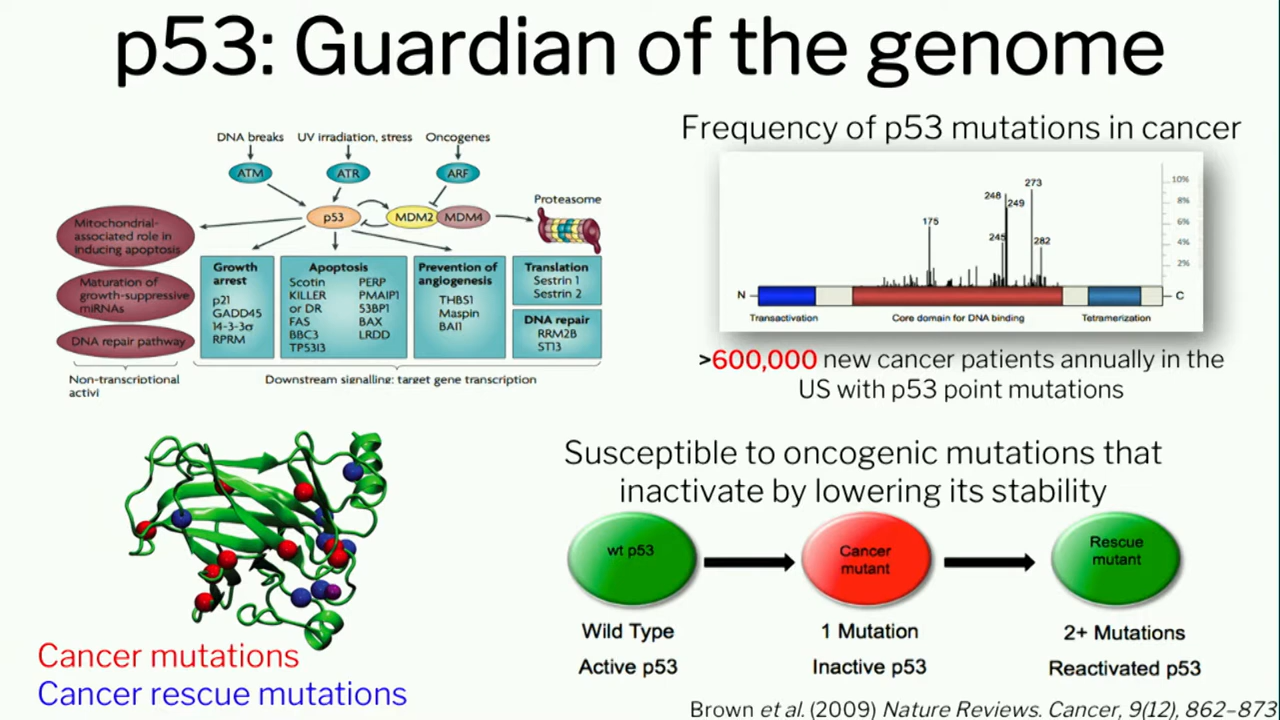 p53: Guardian of the genome
DNA breaks
UV irradiation, stress
Oncogenes
ATM
ATR
ARF
p53
MDM2
MDM4
Proteasome
Mitochondrial-
associated role in
inducing apoptosis
Maturation of
growth-suppressive
miRNAs
DNA repair pathway
Growth
arrest
p21
GADD45
14-3-3σ
RPRM
Apoptosis
Scotin
KILLER
or DR
FAS
BBC3
TP53I3
PERP
PMAIP1
53BP1
BAX
LRDD
Prevention of
angiogenesis
THBS1
Maspin
BAI1
Translation
Sestrin 1
Sestrin 2
DNA repair
RRM2B
ST13
Non-transcriptional
activi
Downstream signalling: target gene transcription
Frequency of p53 mutations in cancer
175
248
245
249
273
282
10%
8%
6%
4%
2%
N
C
Transactivation
Core domain for DNA binding
Tetramerization
>600,000 new cancer patients annually in the
US with p53 point mutations
Cancer mutations
Cancer rescue mutations
Susceptible to oncogenic mutations that
inactivate by lowering its stability
wt p53
Cancer
mutant
Rescue
mutant
Wild Type
Active p53
1 Mutation
Inactive p53
2+ Mutations
Reactivated p53
Brown et al. (2009) Nature Reviews. Cancer, 9(12), 862–873